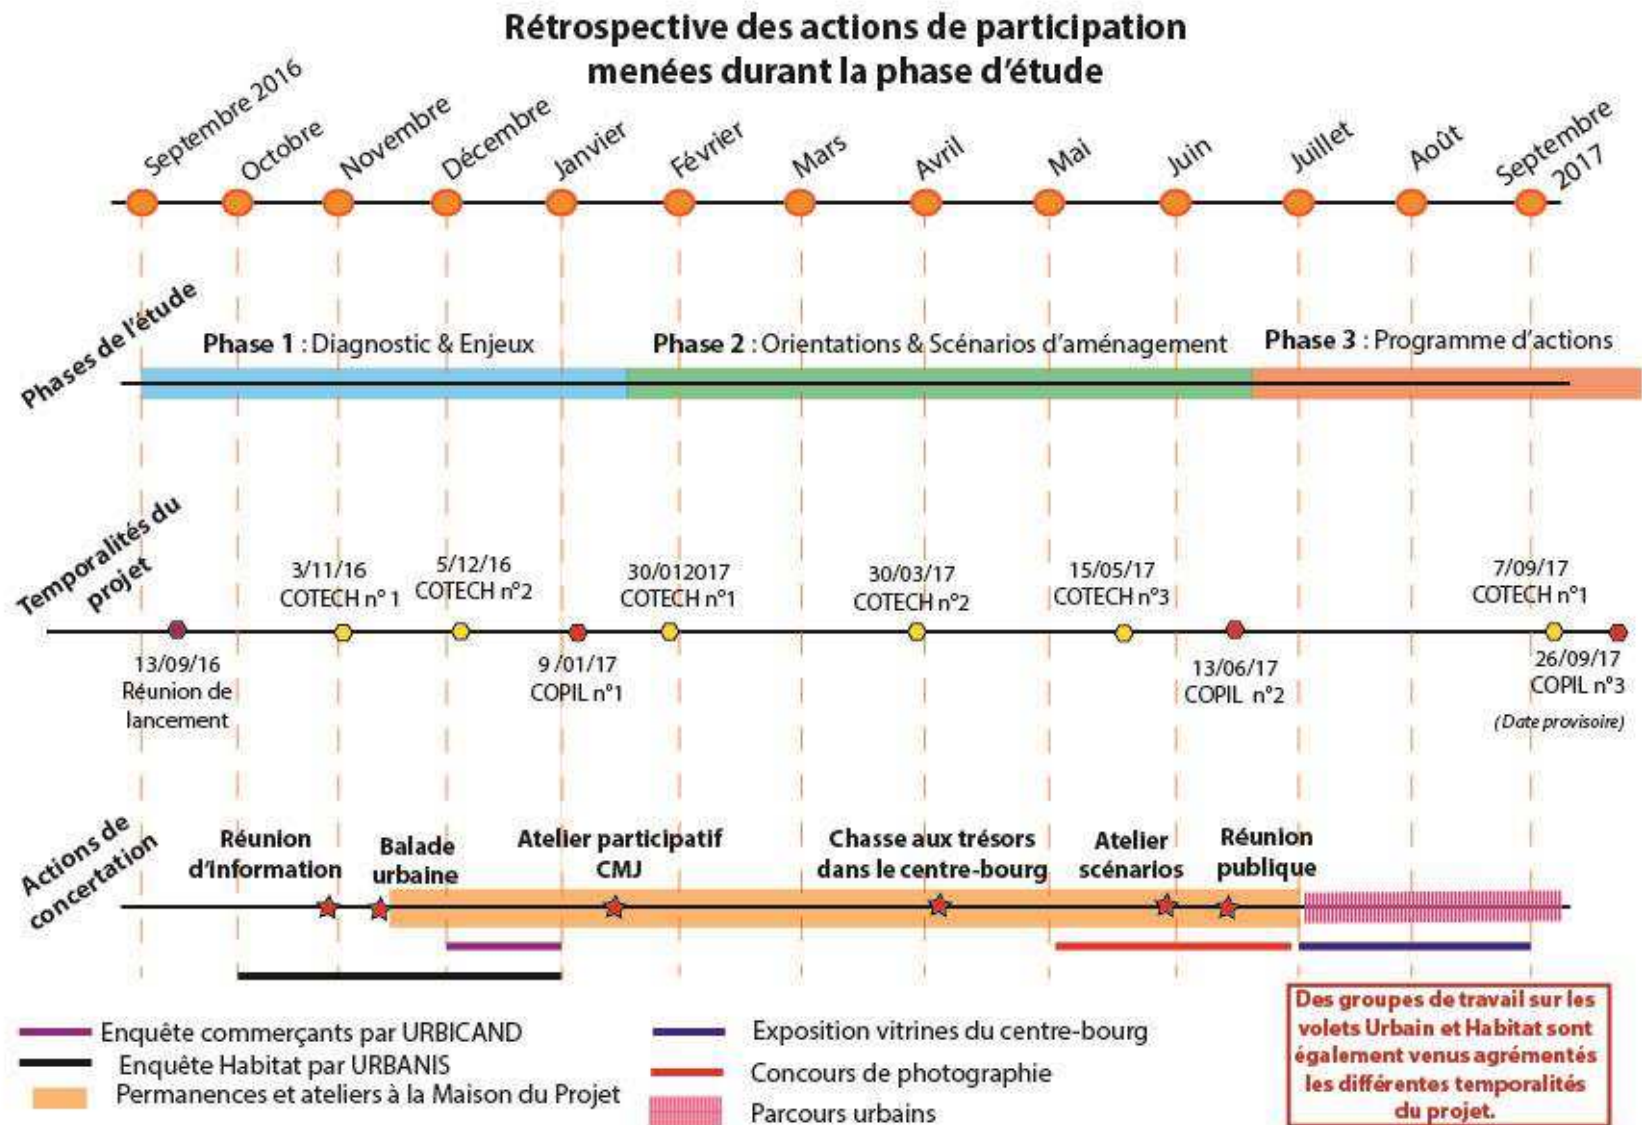 Rétrospective des actions de participation
menées durant la phase d'étude
Septembre 2016
Octobre
Novembre
Décembre
Janvier
Février
Mars
Avril
Mai
Juin
Juillet
Août
Septembre
2017
Phases de l'étude
Phase 1 : Diagnostic & Enjeux
Phase 2 : Orientations & Scénarios d'aménagement
Phase 3 : Programme d'actions
Temporalités du
projet
13/09/16
Réunion de
lancement
3/11/16
COTECH n° 1
5/12/16
COTECH n°2
9 /01/17
COPIL n°1
30/012017
COTECH n°1
30/03/17
COTECH n°2
15/05/17
COTECH n°3
13/06/17
COPIL n°2
7/09/17
COTECH n°1
26/09/17
COPIL n°3
(Date provisoire)
Actions de
concertation
Réunion
d'information
Balade
urbaine
Atelier participatif
CMJ
Chasse aux trésors
dans le centre-bourg
Atelier
scénarios
Réunion
publique
Enquête commerçants par URBICAND
Enquête Habitat par URBANIS
Permanences et ateliers à la Maison du Projet
Exposition vitrines du centre-bourg
Concours de photographie
Parcours urbains
Des groupes de travail sur les
volets Urbain et Habitat sont
également venus agrémentés
les différentes temporalités
du projet.